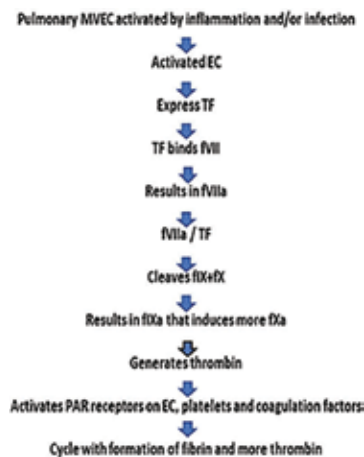 Pulmonary MVEC activated by inflammation and/or infection
Activated EC
Express TF
TF binds fVII
Results in fVIIa
fVIIa / TF
Cleaves fIX+fX
Results in fIXa that induces more fXa
Generates thrombin
Activates PAR receptors on EC, platelets and coagulation factors.
Cycle with formation of fibrin and more thrombin